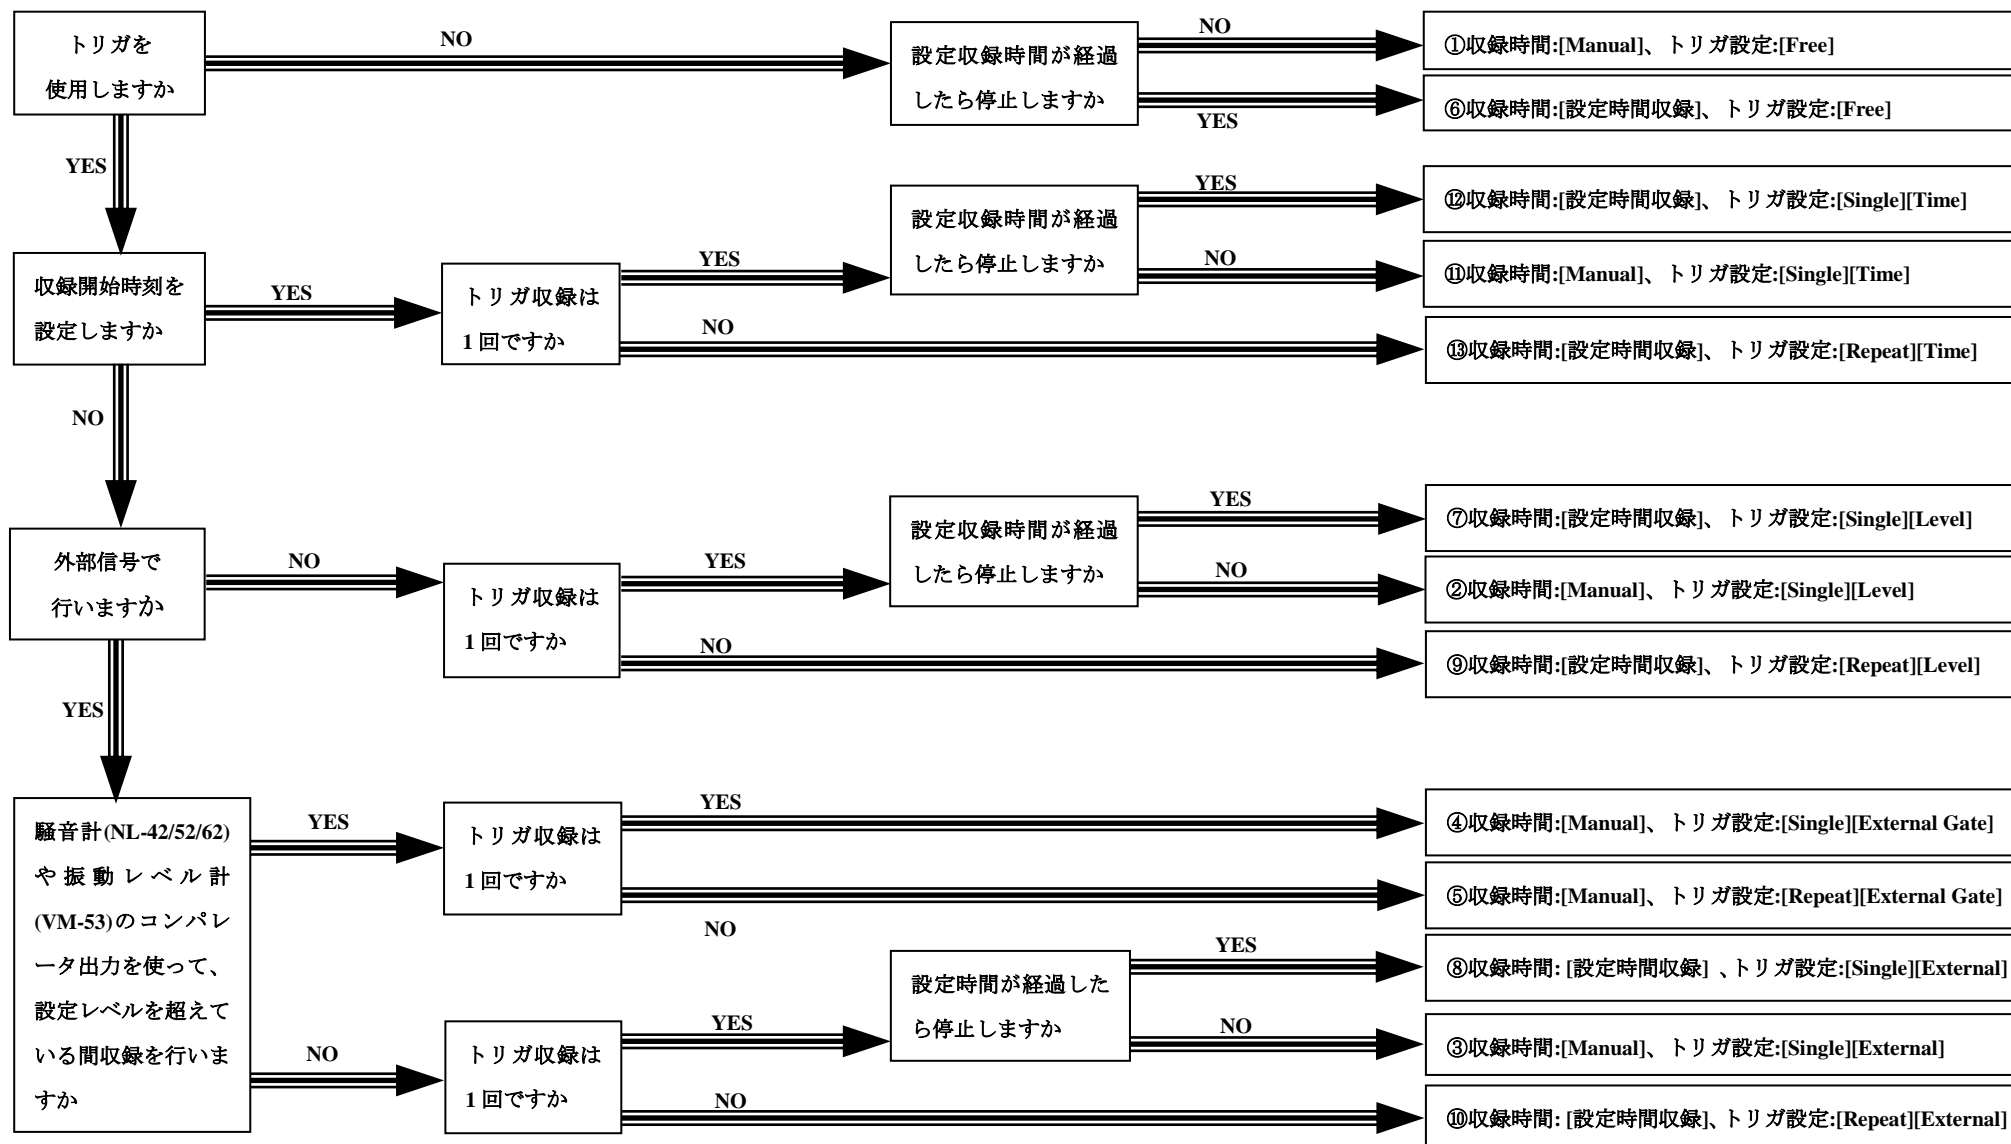 トリガを
使用しますか
NO
設定収録時間が経過
したら停止しますか
NO
①収録時間:[Manual]、トリガ設定:[Free]
YES
⑥収録時間:[設定時間収録]、トリガ設定:[Free]
YES
収録開始時刻を
設定しますか
YES
トリガ収録は
1回ですか
YES
設定収録時間が経過
したら停止しますか
YES
⑫収録時間:[設定時間収録]、トリガ設定:[Single][Time]
NO
⑪収録時間:[Manual]、トリガ設定:[Single][Time]
NO
⑬収録時間:[設定時間収録]、トリガ設定:[Repeat][Time]
NO
外部信号で
行いますか
NO
トリガ収録は
1回ですか
YES
設定収録時間が経過
したら停止しますか
YES
⑦収録時間:[設定時間収録]、トリガ設定:[Single][Level]
NO
②収録時間:[Manual]、トリガ設定:[Single][Level]
NO
⑨収録時間:[設定時間収録]、トリガ設定:[Repeat][Level]
YES
騒音計(NL-42/52/62)
や振動レベル計
(VM-53)のコンパレ
ータ出力を使って、
設定レベルを超えて
いる間収録を行いま
すか
YES
トリガ収録は
1回ですか
YES
④収録時間:[Manual]、トリガ設定:[Single][External Gate]
NO
⑤収録時間:[Manual]、トリガ設定:[Repeat][External Gate]
NO
トリガ収録は
1回ですか
YES
設定時間が経過した
ら停止しますか
YES
⑧収録時間: [設定時間収録] 、トリガ設定:[Single][External]
NO
③収録時間:[Manual]、トリガ設定:[Single][External]
NO
⑩収録時間: [設定時間収録]、トリガ設定:[Repeat][External]